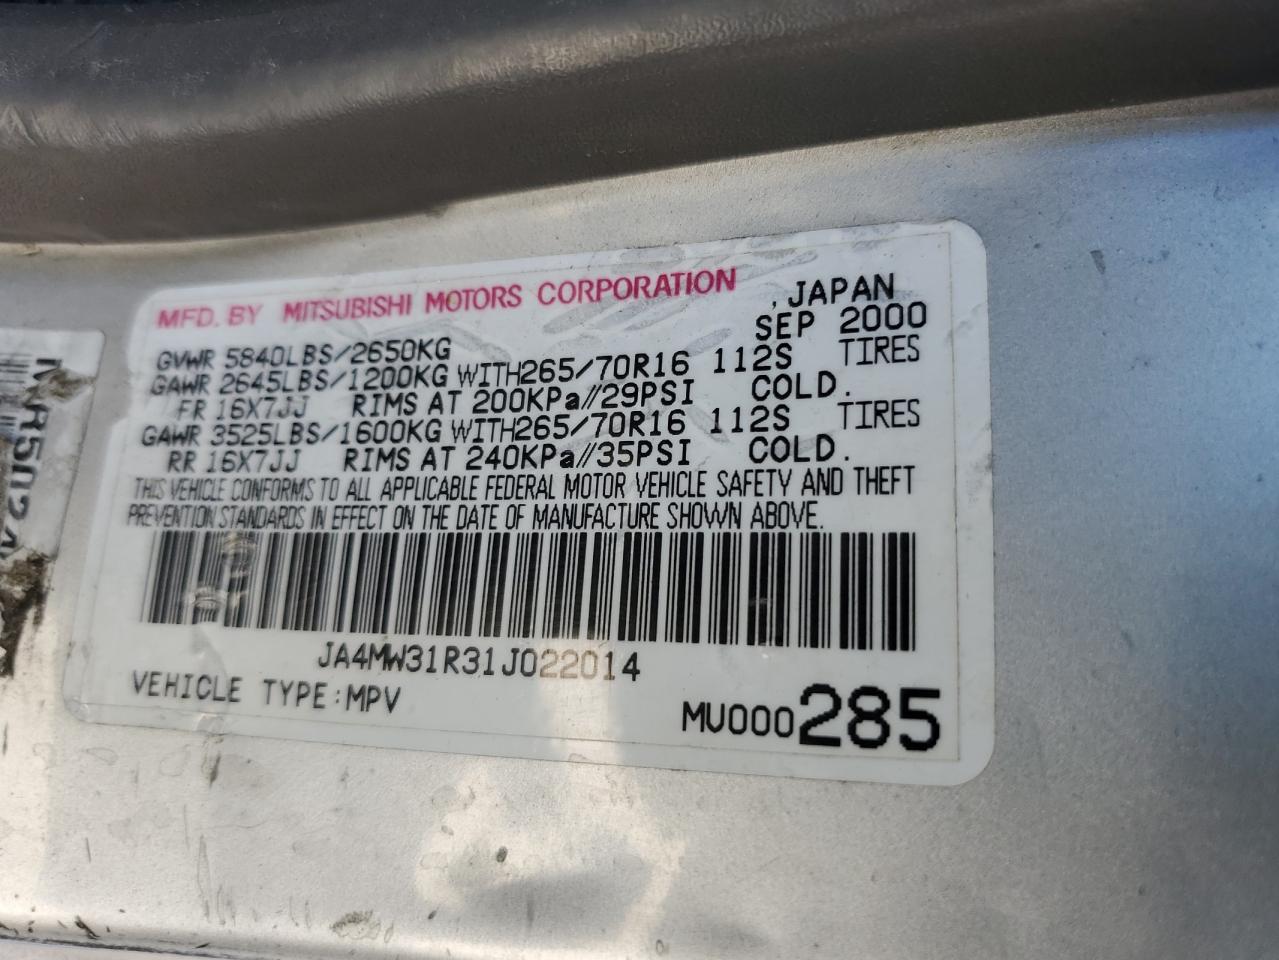 MFD. BY MITSUBISHI MOTORS CORPORATION , JAPAN
SEP 2000
GVWR 5840LBS/2650KG
GAWR 2645LBS/1200KG WITH265/70R16 112S TIRES
FR 16X7JJ RIMS AT 200KPa//29PSI COLD.
GAWR 3525LBS/1600KG WITH265/70R16 112S TIRES
RR 16X7JJ RIMS AT 240KPa//35PSI COLD.
THIS VEHICLE CONFORMS TO ALL APPLICABLE FEDERAL MOTOR VEHICLE SAFETY AND THEFT
PREVENTION STANDARDS IN EFFECT ON THE DATE OF MANUFACTURE SHOWN ABOVE.
JA4MW31R31J022014
VEHICLE TYPE:MPV
MV000285